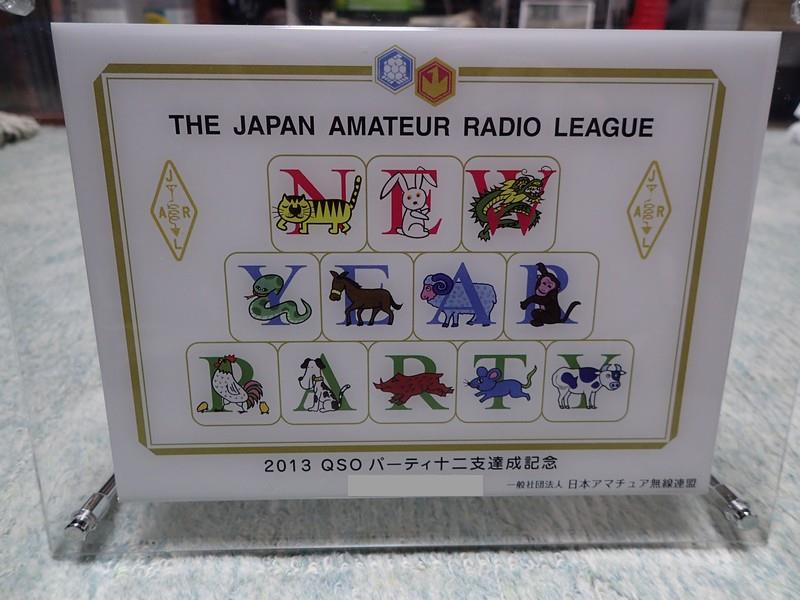 THE JAPAN AMATEUR RADIO LEAGUE
NEW
J
A R
L
J
A R
L
YEAR
PARTY
2013 QSO パーティ十二支達成記念
一般社団法人 日本アマチュア無線連盟